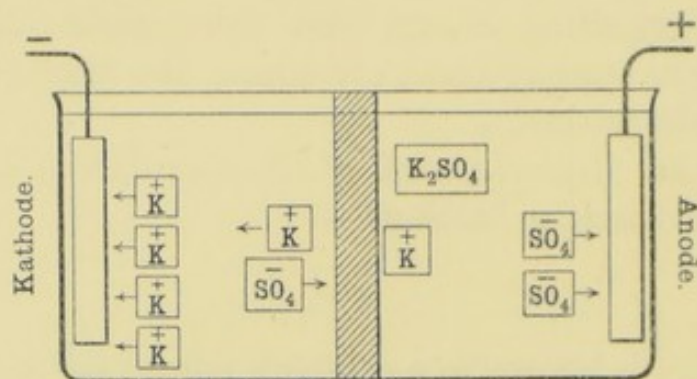 − +
Kathode.
K₂SO₄
+
K
+
K
+
K
+
K
+
K
−
SO₄
+
K
−
SO₄
−
SO₄
Anode.